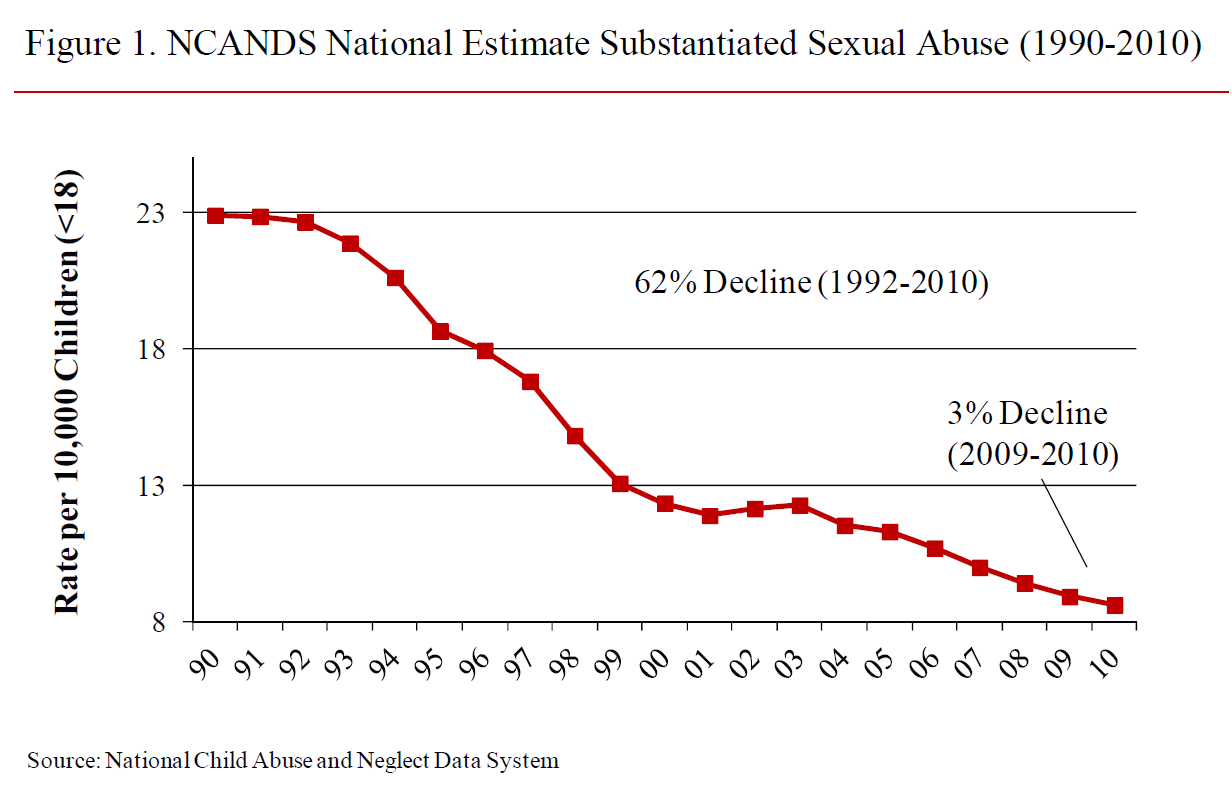 Figure 1. NCANDS National Estimate Substantiated Sexual Abuse (1990-2010)
Rate per 10,000 Children (<18)
23
18
13
8
62% Decline (1992-2010)
3% Decline
(2009-2010)
90 91 92 93 94 95 96 97 98 99 00 01 02 03 04 05 06 07 08 09 10
Source: National Child Abuse and Neglect Data System